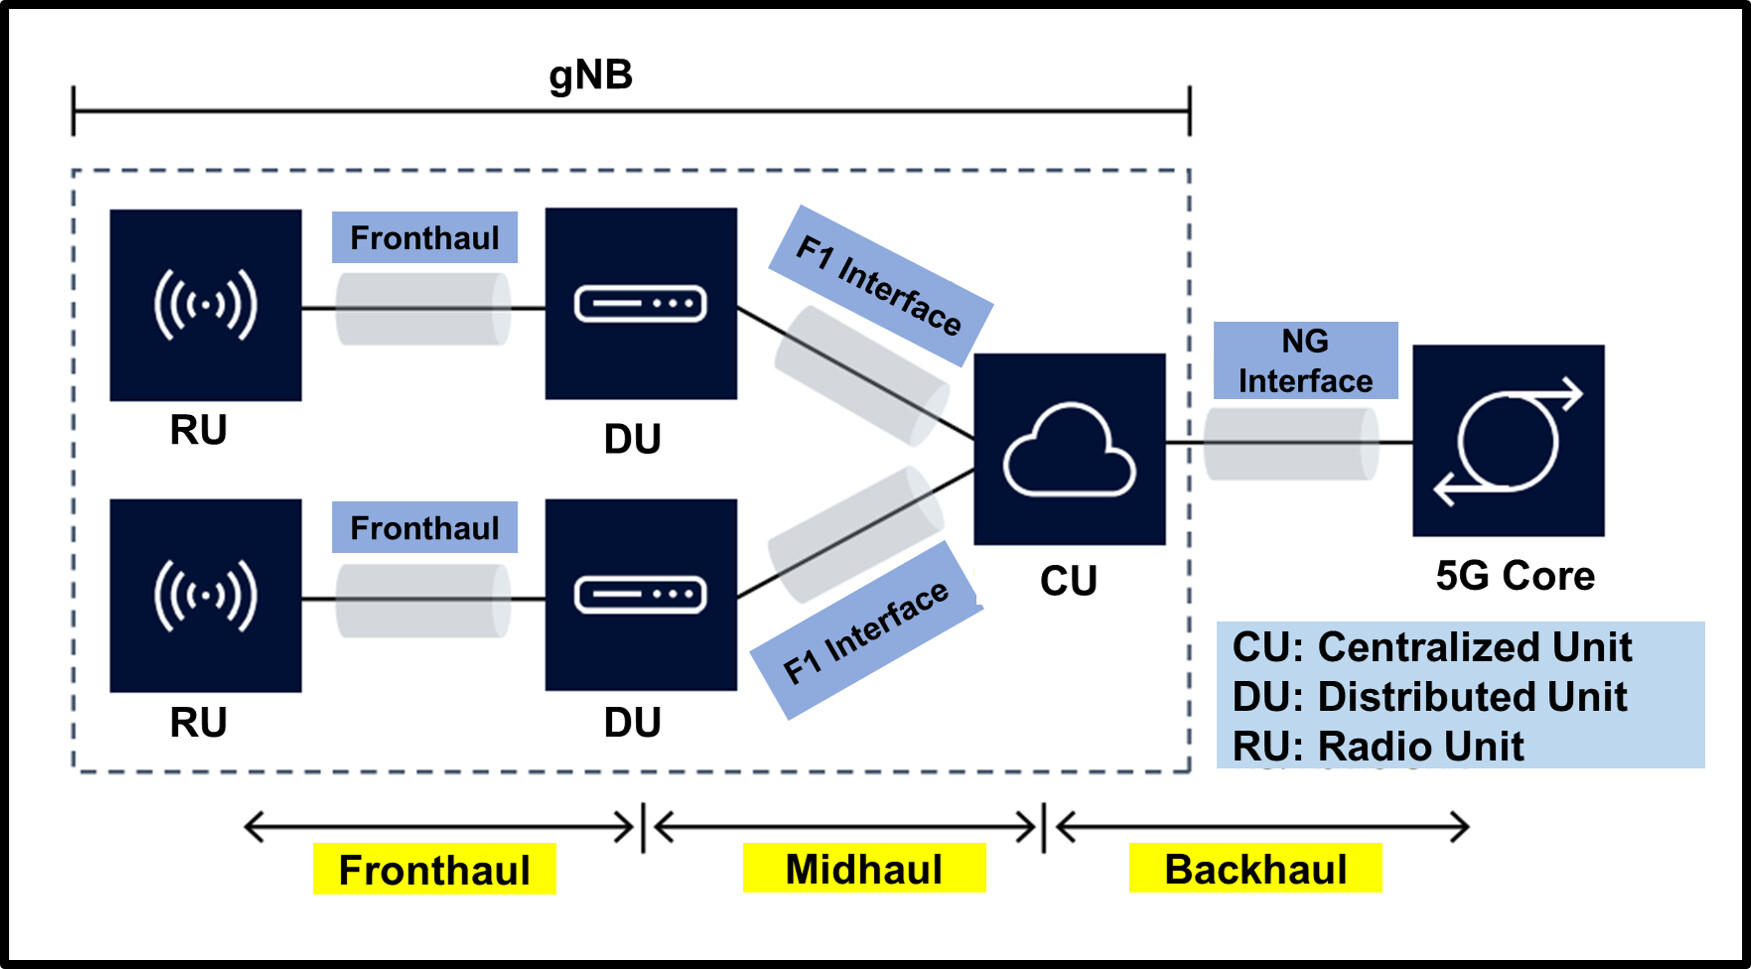 gNB
Fronthaul
F1 Interface
RU
DU
NG
Interface
Fronthaul
F1 Interface
RU
DU
CU
5G Core
CU: Centralized Unit
DU: Distributed Unit
RU: Radio Unit
Fronthaul
Midhaul
Backhaul